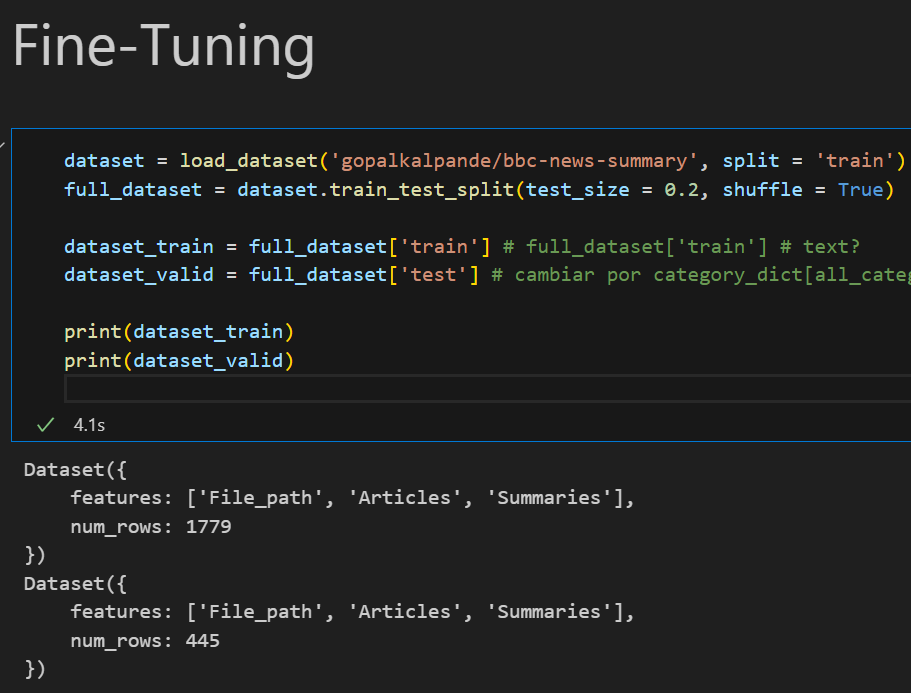 Fine-Tuning
dataset = load_dataset('gopalkalpande/bbc-news-summary', split = 'train')
full_dataset = dataset.train_test_split(test_size = 0.2, shuffle = True)
dataset_train = full_dataset['train'] # full_dataset['train'] # text?
dataset_valid = full_dataset['test'] # cambiar por category_dict[all_categ
print(dataset_train)
print(dataset_valid)
4.1s
Dataset({
    features: ['File_path', 'Articles', 'Summaries'],
    num_rows: 1779
})
Dataset({
    features: ['File_path', 'Articles', 'Summaries'],
    num_rows: 445
})